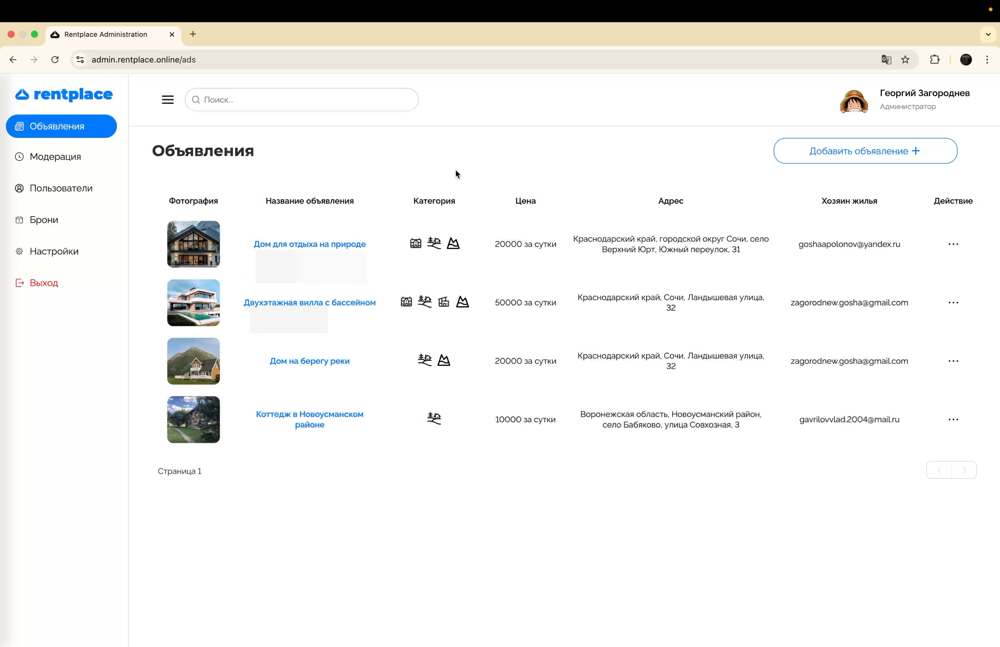 Rentplace Administration
admin.rentplace.online/ads
rentplace
Поиск...
Георгий Загороднев
Администратор
Объявления
Модерация
Пользователи
Брони
Настройки
Выход
Объявления
Добавить объявление +
Фотография Название объявления Категория Цена Адрес Хозяин жилья Действие
Дом для отдыха на природе 20000 за сутки Краснодарский край, городской округ Сочи, село
Верхний Юрт, Южный переулок, 31 goshaapolonov@yandex.ru
Двухэтажная вилла с бассейном 50000 за сутки Краснодарский край, Сочи, Ландышевая улица,
32 zagorodnew.gosha@gmail.com
Дом на берегу реки 20000 за сутки Краснодарский край, Сочи, Ландышевая улица,
32 zagorodnew.gosha@gmail.com
Коттедж в Новоусманском
районе 10000 за сутки Воронежская область, Новоусманский район,
село Бабяково, улица Совхозная, 3 gavrilovvlad.2004@mail.ru
Страница 1